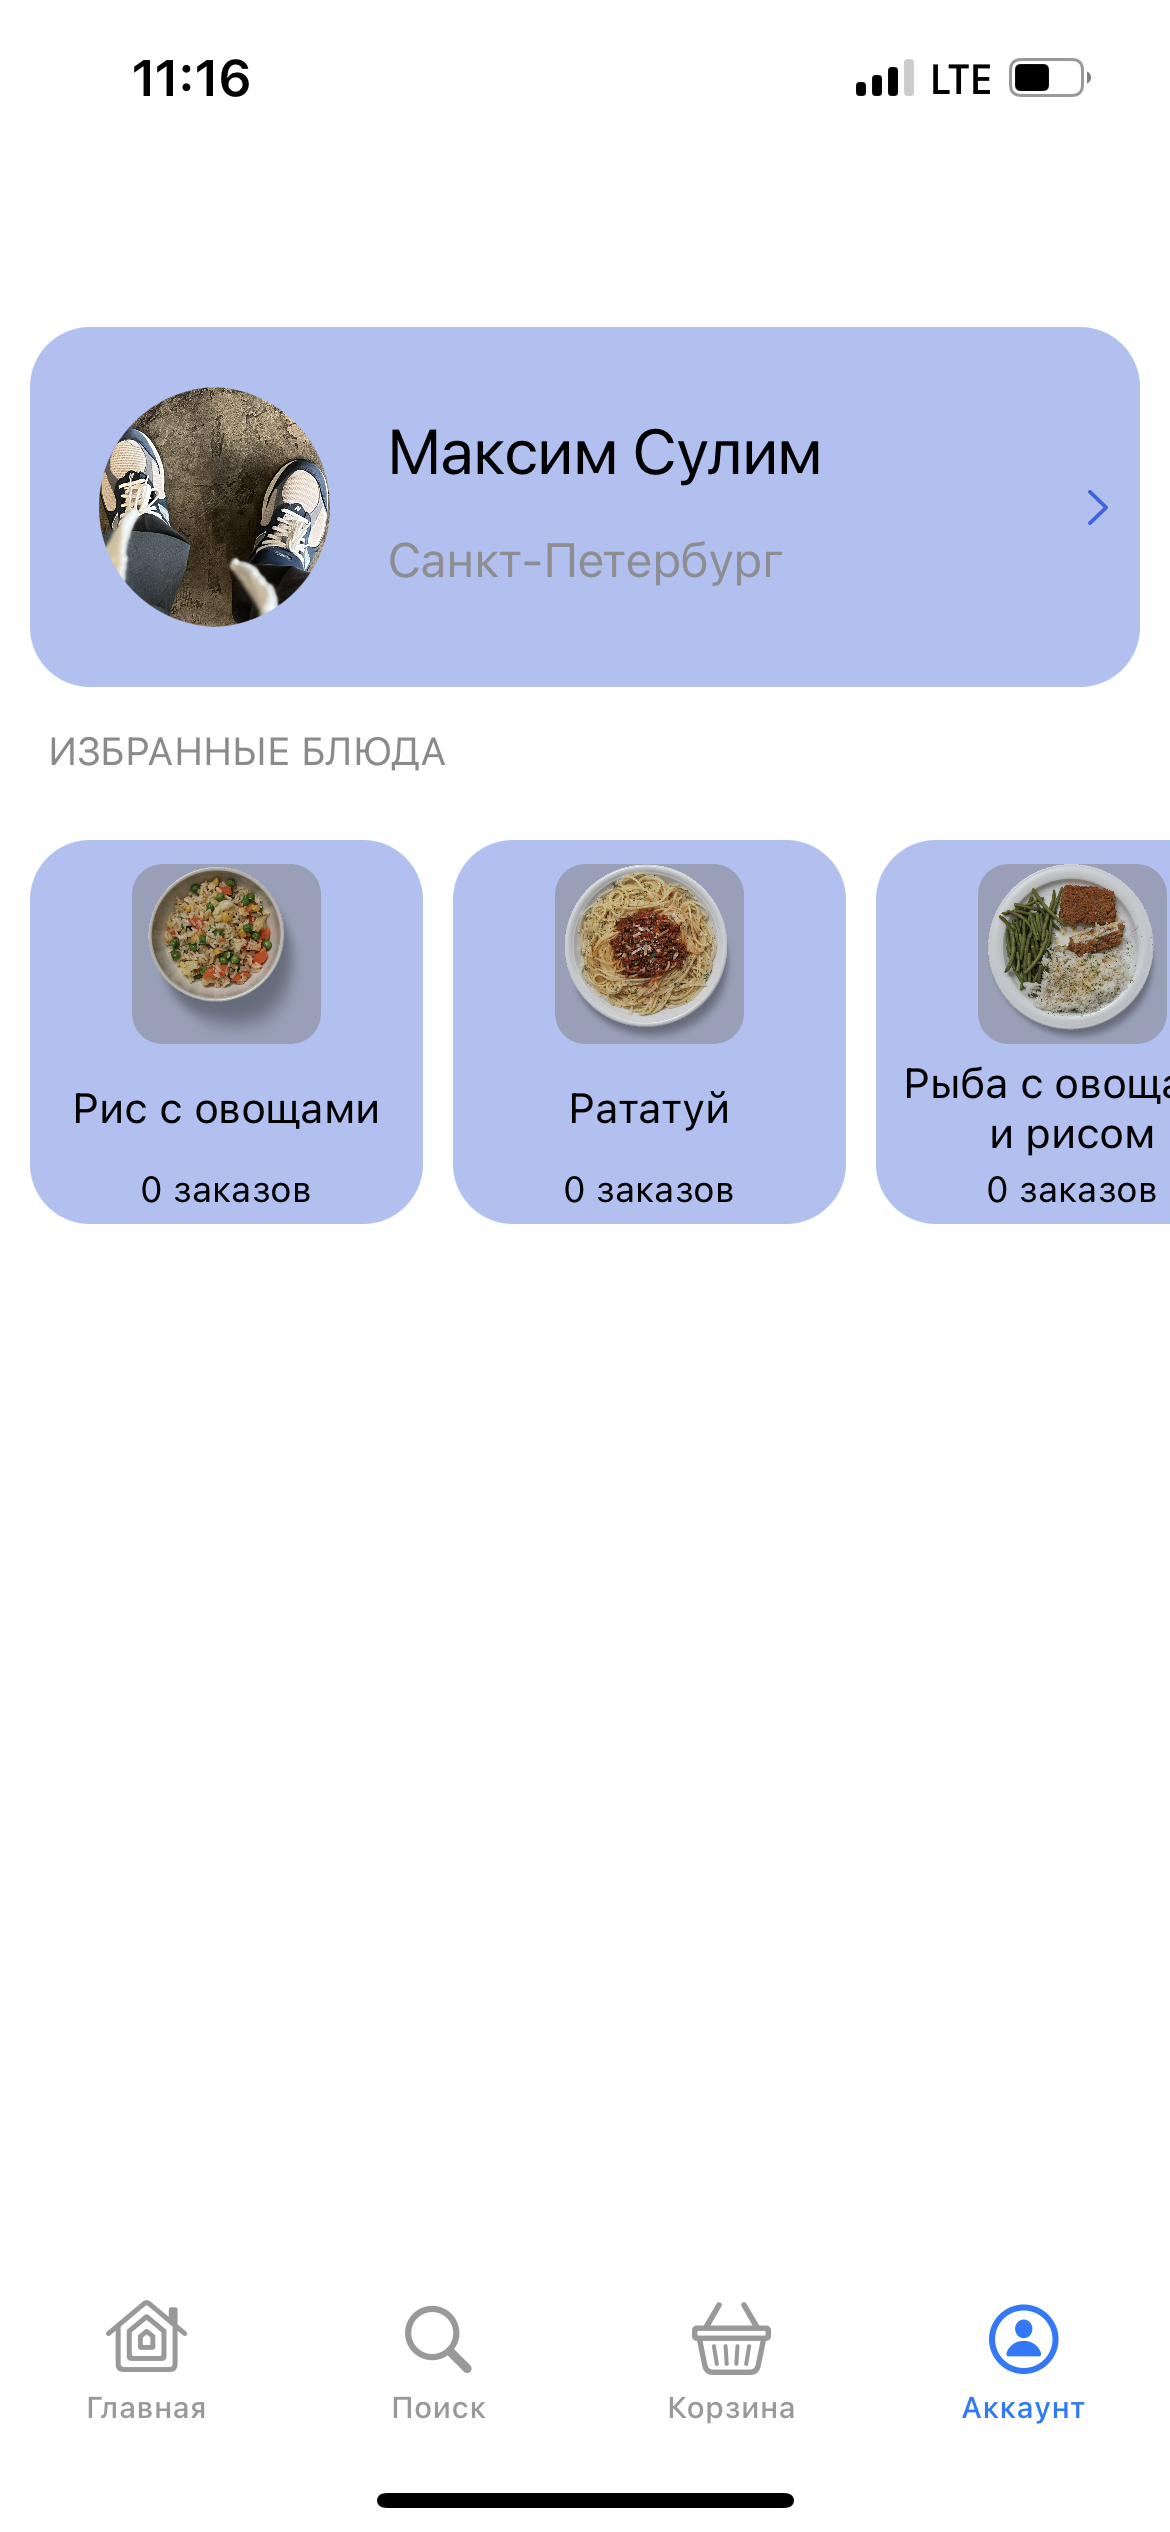 11:16
LTE
Максим Сулим
Санкт-Петербург
ИЗБРАННЫЕ БЛЮДА
Рис с овощами
0 заказов
Рататуй
0 заказов
Рыба с овоща
и рисом
0 заказов
Главная
Поиск
Корзина
Аккаунт